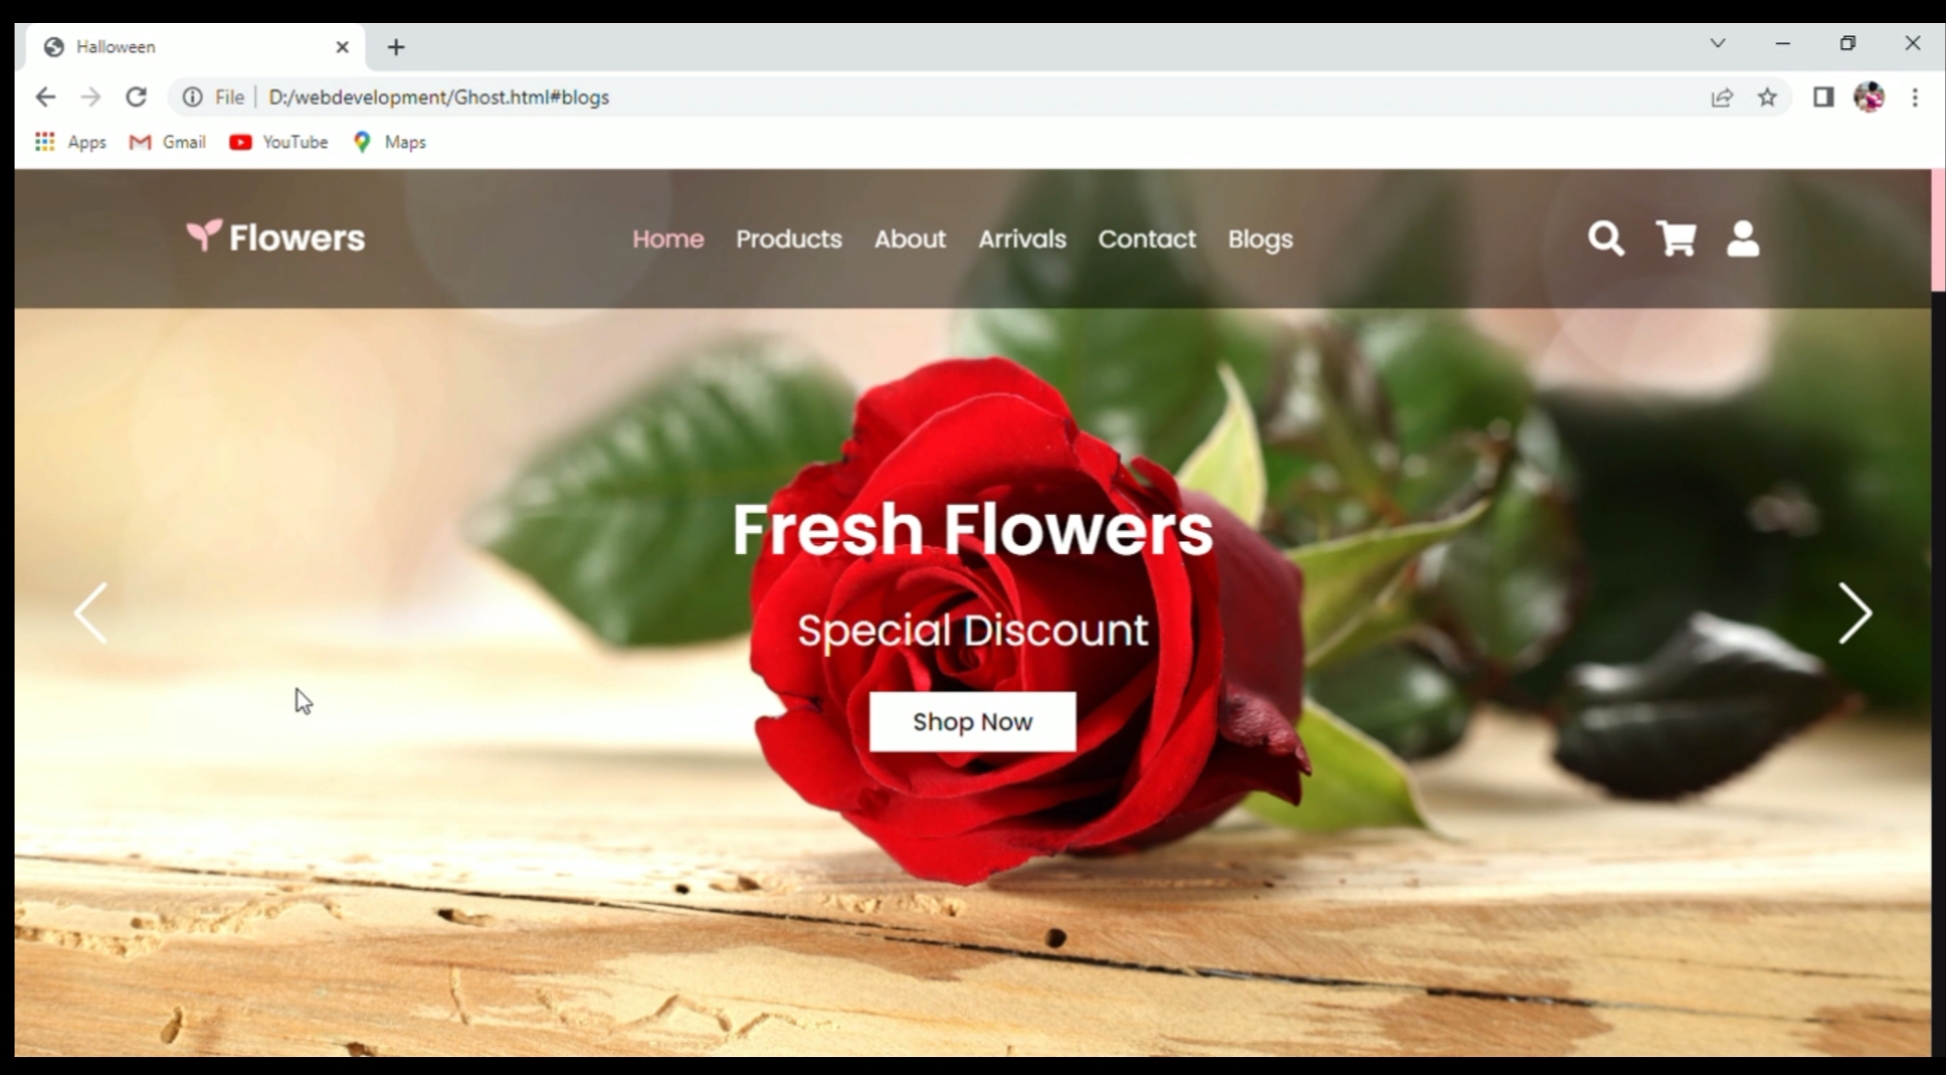 Halloween
File D:/webdevelopment/Ghost.html#blogs
Apps Gmail YouTube Maps
Flowers Home Products About Arrivals Contact Blogs
Fresh Flowers
Special Discount
Shop Now